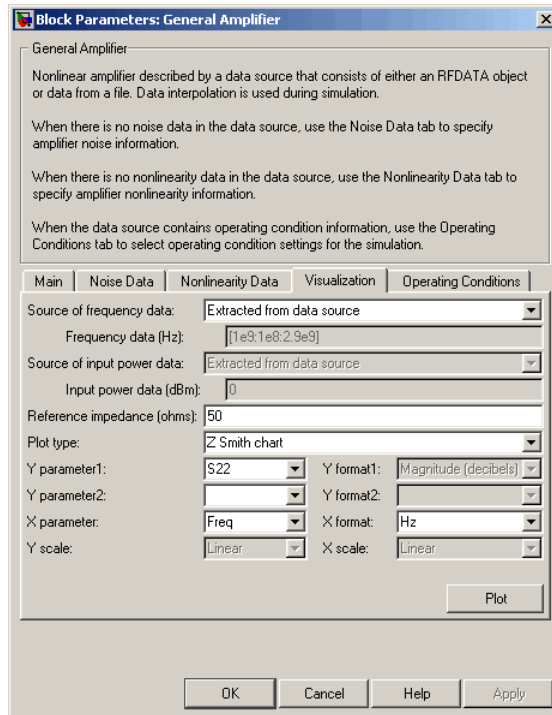 Block Parameters: General Amplifier
General Amplifier
Nonlinear amplifier described by a data source that consists of either an RFDATA object
or data from a file. Data interpolation is used during simulation.
When there is no noise data in the data source, use the Noise Data tab to specify
amplifier noise information.
When there is no nonlinearity data in the data source, use the Nonlinearity Data tab to
specify amplifier nonlinearity information.
When the data source contains operating condition information, use the Operating
Conditions tab to select operating condition settings for the simulation.
Main Noise Data Nonlinearity Data Visualization Operating Conditions
Source of frequency data: Extracted from data source
Frequency data (Hz): [1e9:1e8:2.9e9]
Source of input power data: Extracted from data source
Input power data (dBm): 0
Reference impedance (ohms): 50
Plot type: Z Smith chart
Y parameter1: S22 Y format1: Magnitude (decibels)
Y parameter2: Y format2:
X parameter: Freq X format: Hz
Y scale: Linear X scale: Linear
Plot
OK Cancel Help Apply